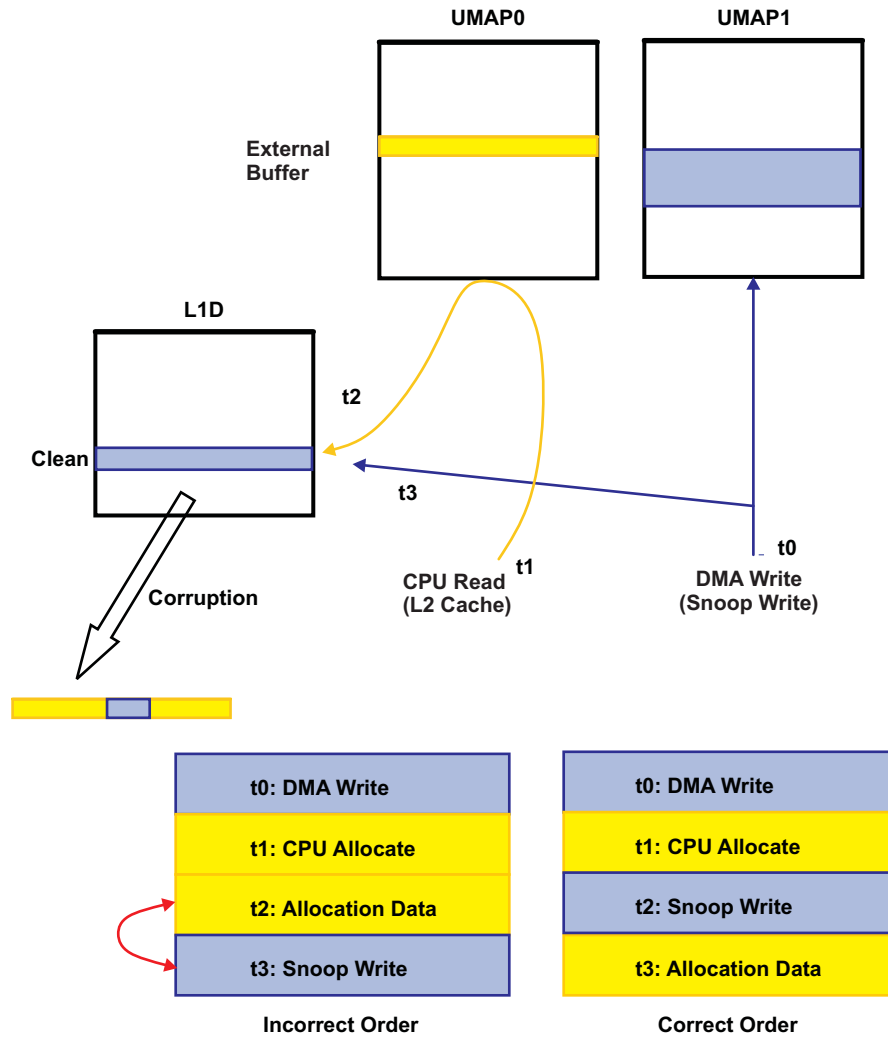 UMAP0
UMAP1
External
Buffer
L1D
t2
Clean
t3
t1
t0
CPU Read
(L2 Cache)
DMA Write
(Snoop Write)
Corruption
t0: DMA Write
t1: CPU Allocate
t2: Allocation Data
t3: Snoop Write
Incorrect Order
t0: DMA Write
t1: CPU Allocate
t2: Snoop Write
t3: Allocation Data
Correct Order